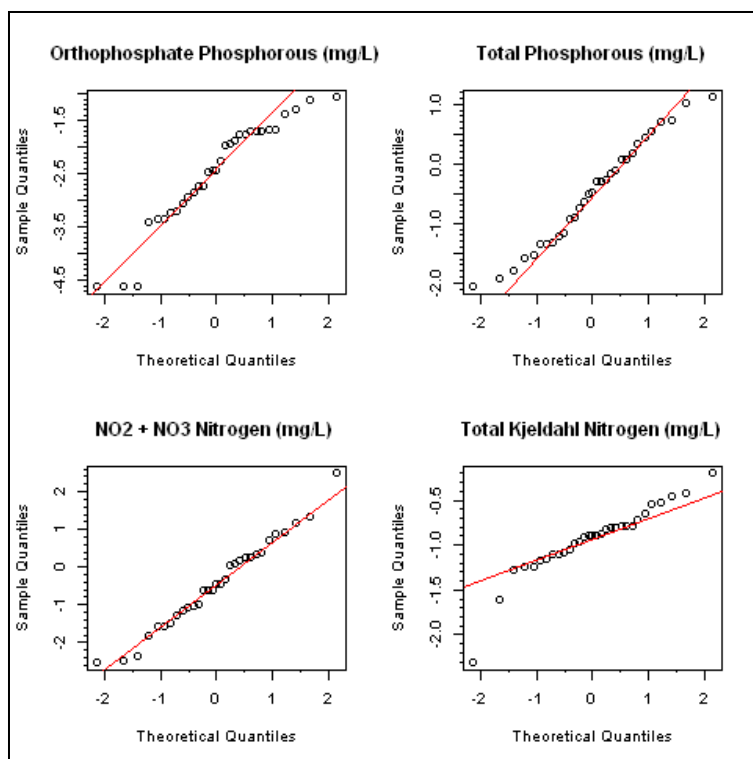 Orthophosphate Phosphorous (mg/L)
Sample Quantiles
-1.5
-2.5
-3.5
-4.5
-2 -1 0 1 2
Theoretical Quantiles
Total Phosphorous (mg/L)
Sample Quantiles
1.0
0.0
-1.0
-2.0
-2 -1 0 1 2
Theoretical Quantiles
NO2 + NO3 Nitrogen (mg/L)
Sample Quantiles
2
1
0
-1
-2
-2 -1 0 1 2
Theoretical Quantiles
Total Kjeldahl Nitrogen (mg/L)
Sample Quantiles
-0.5
-1.0
-1.5
-2.0
-2 -1 0 1 2
Theoretical Quantiles